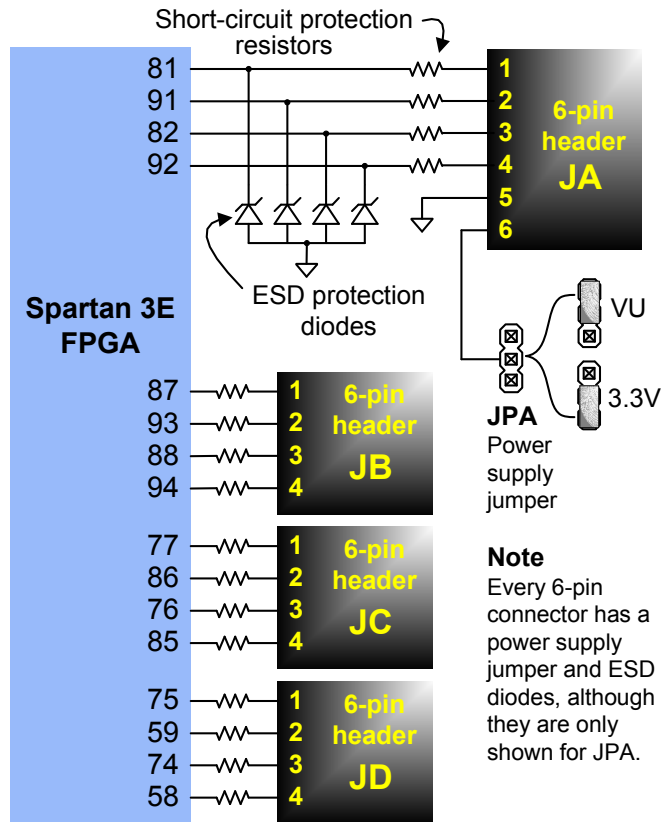 Short-circuit protection
resistors
81
91
82
92
1
2
3
4
5
6
6-pin
header
JA
ESD protection
diodes
Spartan 3E
FPGA
VU
3.3V
JPA
Power
supply
jumper
87
93
88
94
1
2
3
4
6-pin
header
JB
77
86
76
85
1
2
3
4
6-pin
header
JC
75
59
74
58
1
2
3
4
6-pin
header
JD
Note
Every 6-pin
connector has a
power supply
jumper and ESD
diodes, although
they are only
shown for JPA.